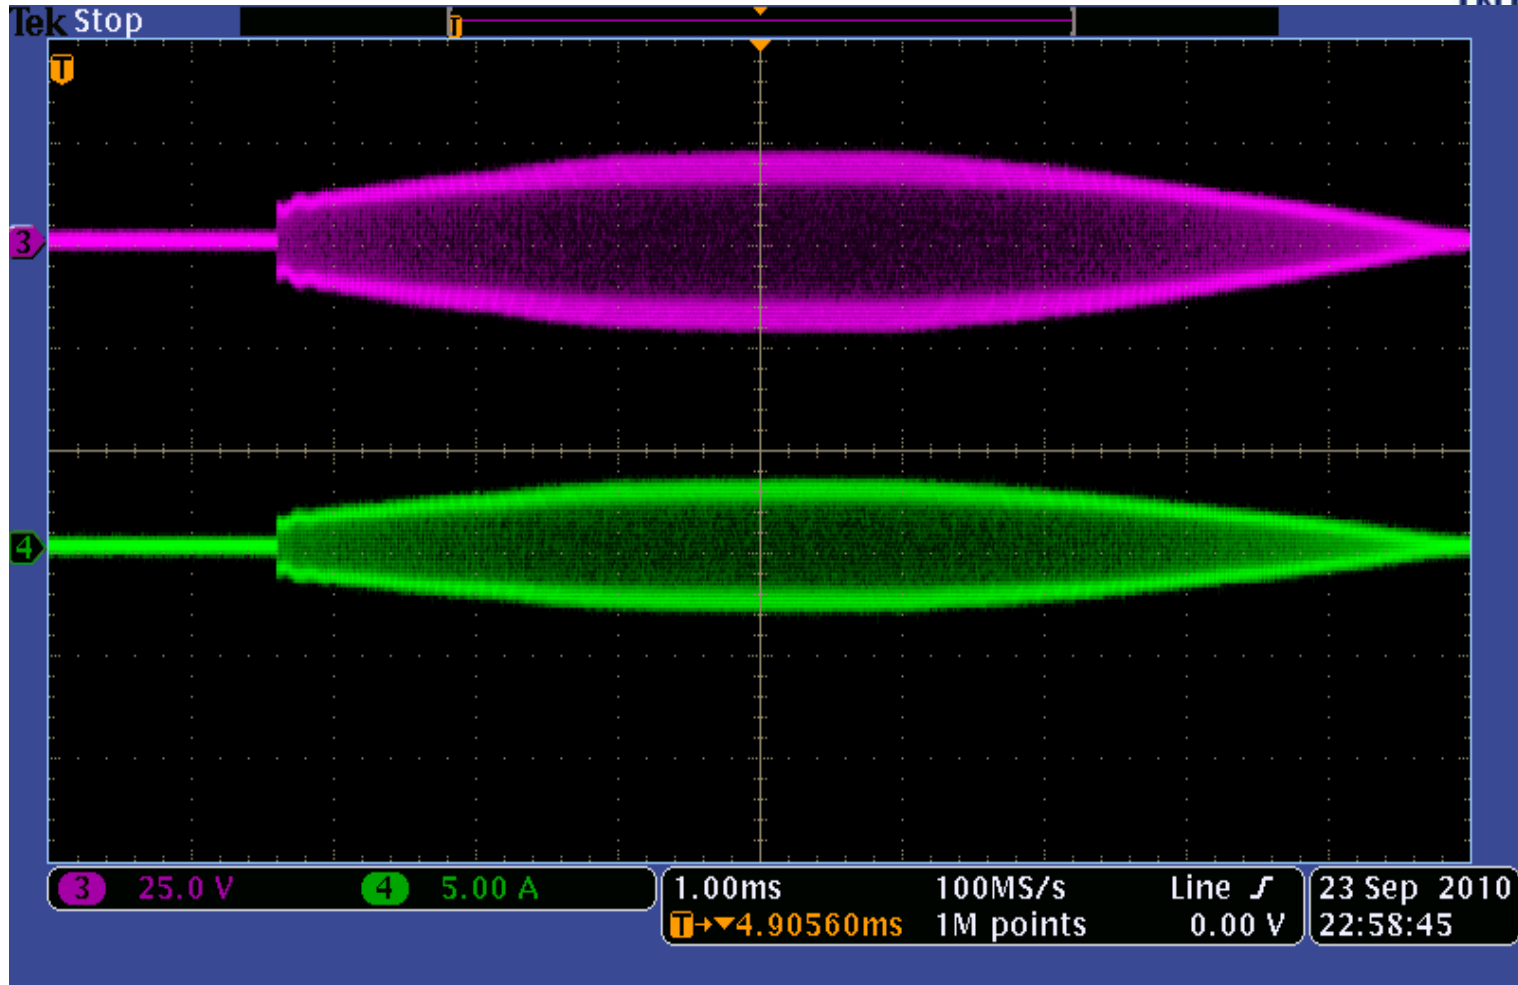 Tek Stop
T
T
3
4
3 25.0 V 4 5.00 A
1.00ms 100MS/s Line
T→▼4.90560ms 1M points 0.00 V
23 Sep 2010
22:58:45